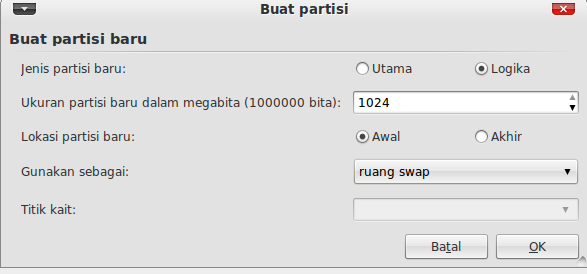 Buat partisi
Buat partisi baru
Jenis partisi baru: Utama Logika
Ukuran partisi baru dalam megabita (1000000 bita): 1024
Lokasi partisi baru: Awal Akhir
Gunakan sebagai: ruang swap
Titik kait:
Batal OK